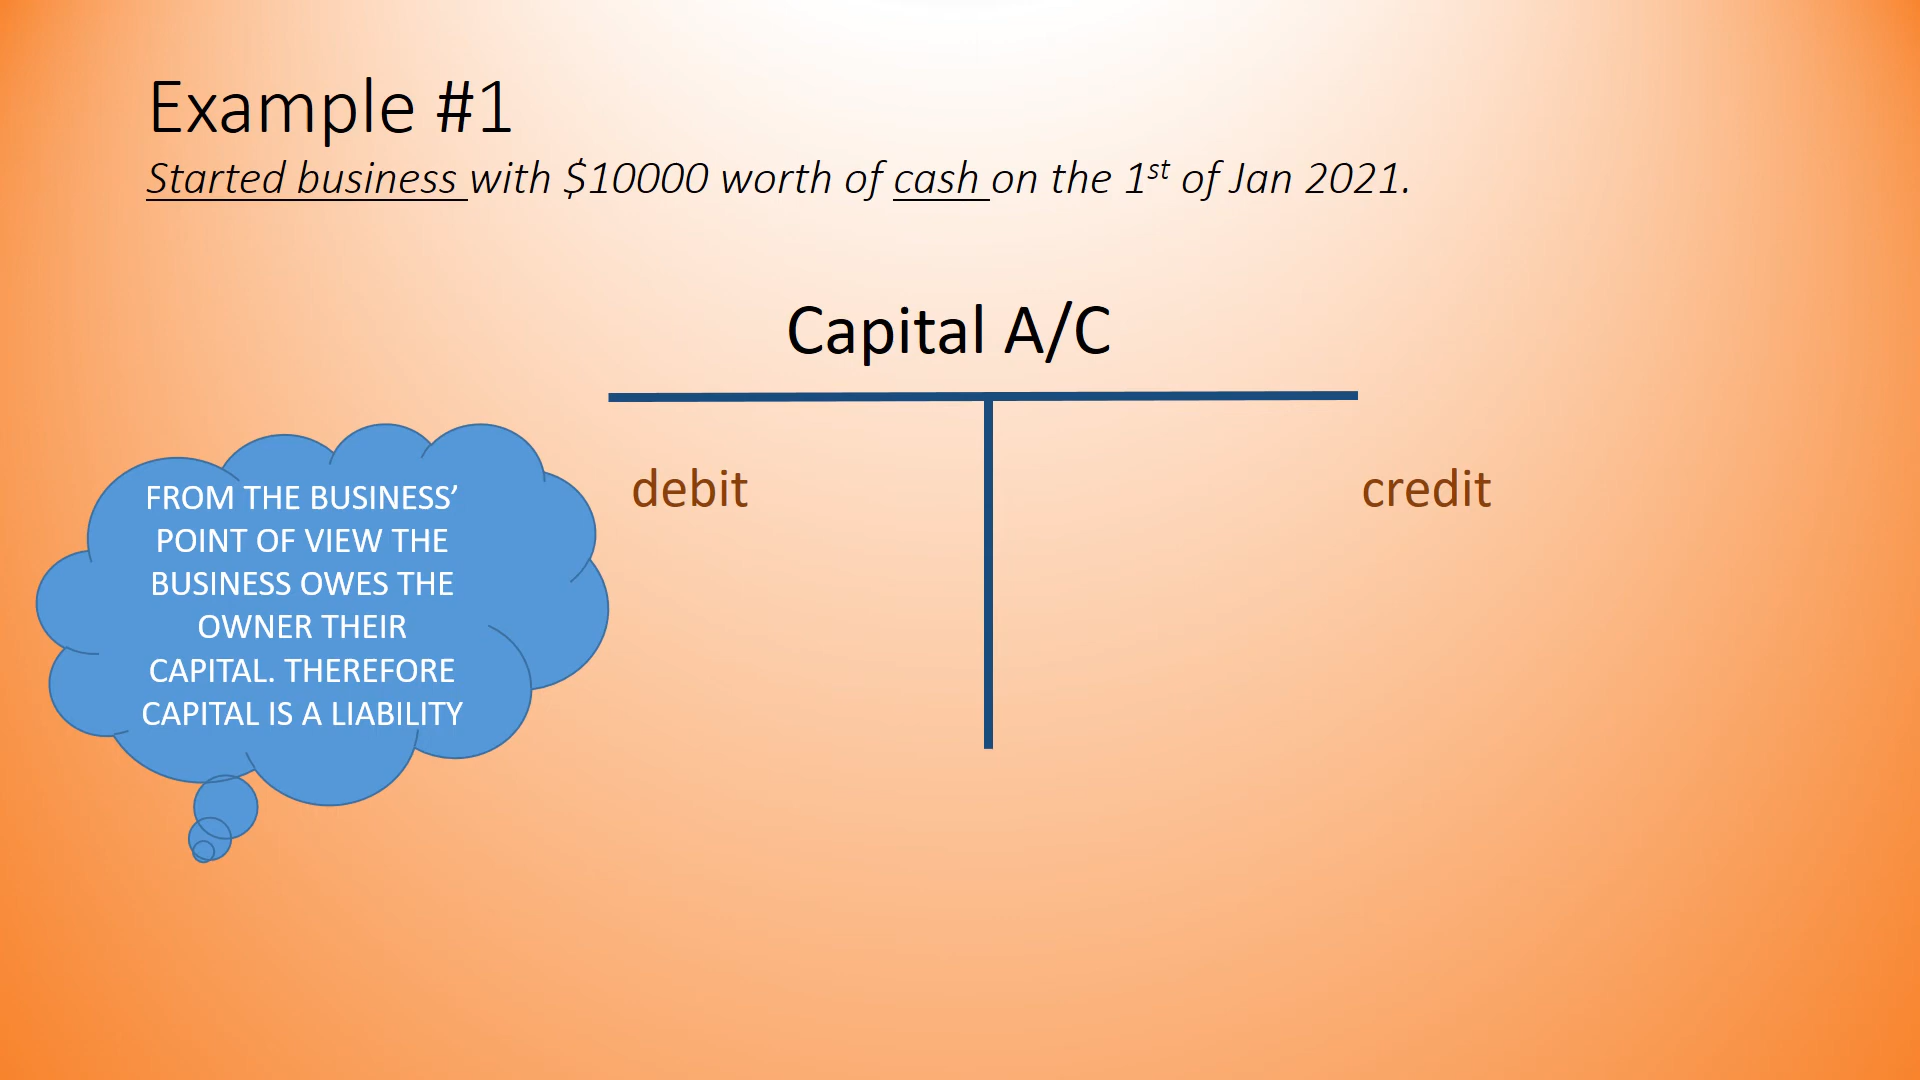 Example #1
Started business with $10000 worth of cash on the 1st of Jan 2021.
Capital A/C
debit
credit
FROM THE BUSINESS’
POINT OF VIEW THE
BUSINESS OWES THE
OWNER THEIR
CAPITAL. THEREFORE
CAPITAL IS A LIABILITY